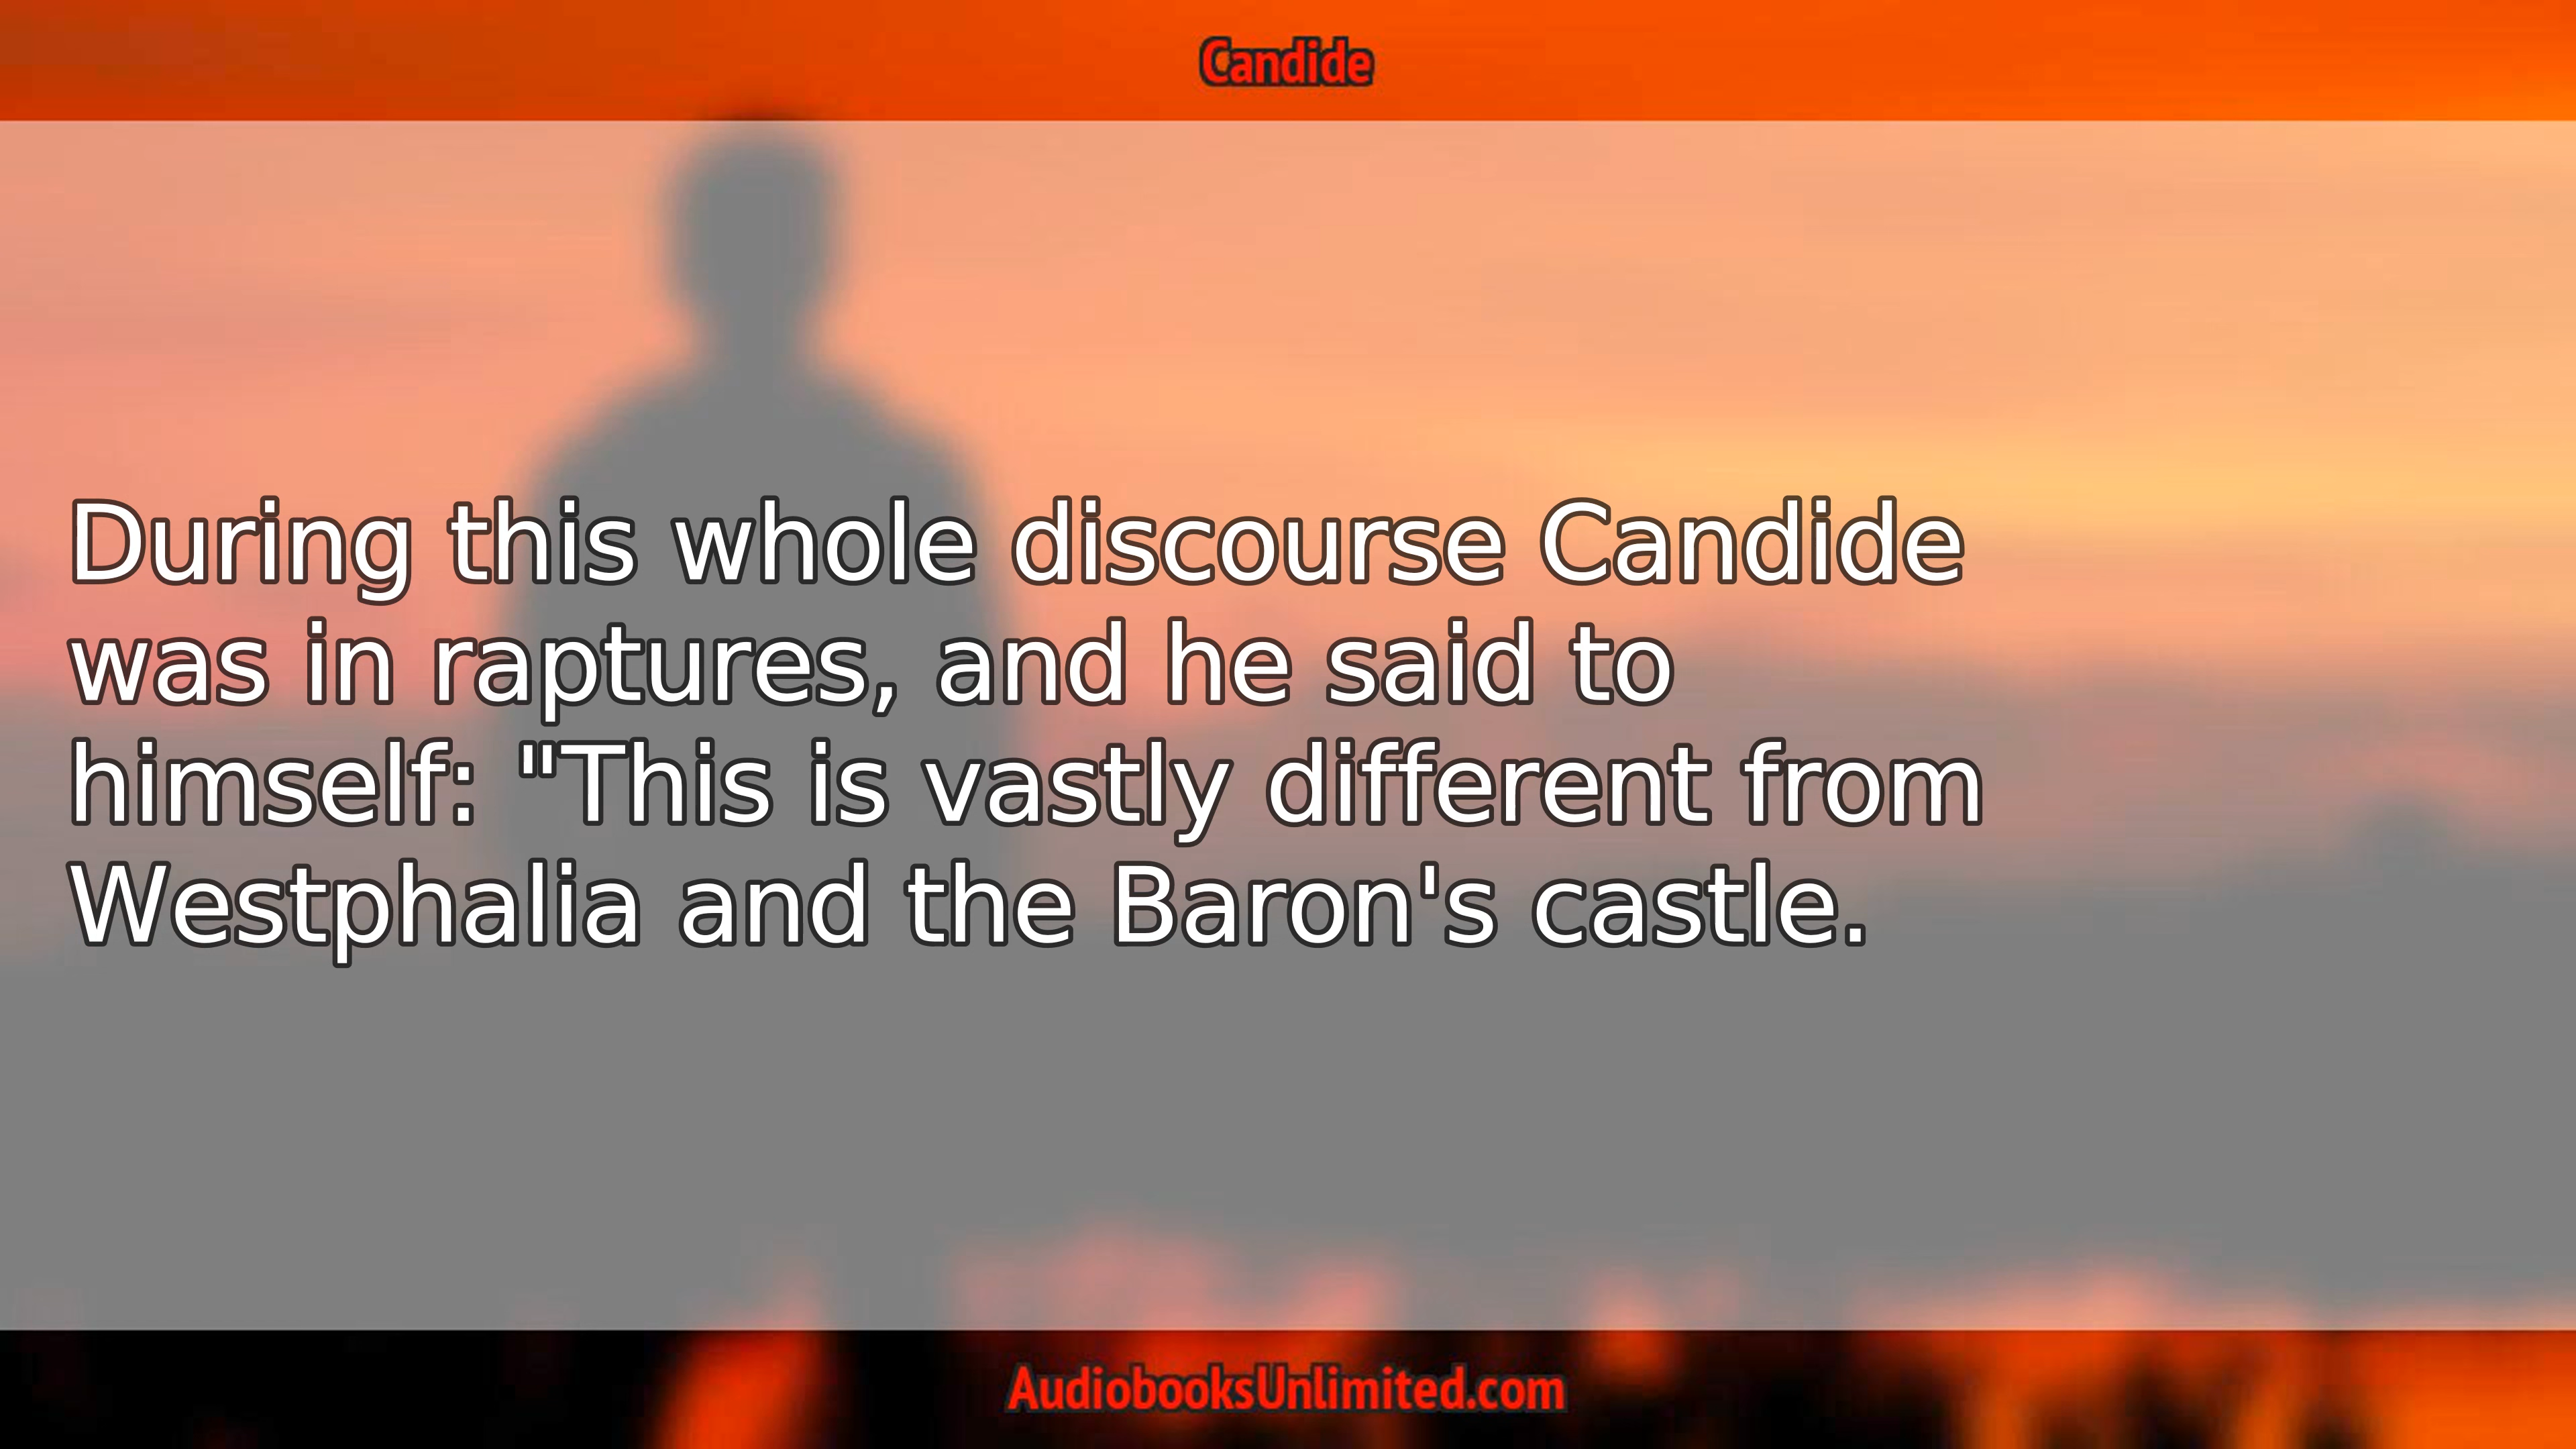 Candide
During this whole discourse Candide
was in raptures, and he said to
himself: "This is vastly different from
Westphalia and the Baron's castle.
AudiobooksUnlimited.com